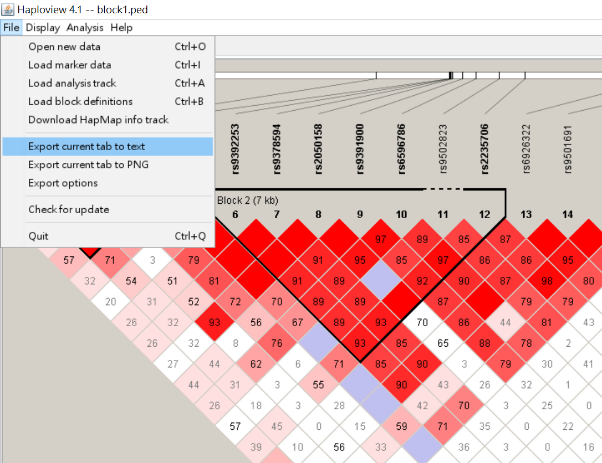 Haploview 4.1 -- block1.ped
File Display Analysis Help
Open new data Ctrl+O
Load marker data Ctrl+I
Load analysis track Ctrl+A
Load block definitions Ctrl+B
Download HapMap info track
Export current tab to text
Export current tab to PNG
Export options
Check for update
Quit Ctrl+Q
rs9392253 rs9378594 rs2050158 rs9391900 rs6596786 rs9502823 rs2235706 rs6926322 rs9501691
Block 2 (7 kb)
6 7 8 9 10 11 12 13 14
97 89 85 87
57 71 3 79 91 95 85 97 86 95
32 54 51 81 89 92 90 87 98 80
20 31 52 72 70 91 89 87 86 79
26 32 93 56 67 89 93 70 86 44 81
27 32 8 76 93 85 65 88 78 43
44 44 3 62 6 71 85 90 3 79 41
44 31 3 55 90 43 26 32 2
26 18 3 28 42 70 30 1
57 45 3 0 15 59 71 0 25 22
39 10 56 33 35 36 3 0 16